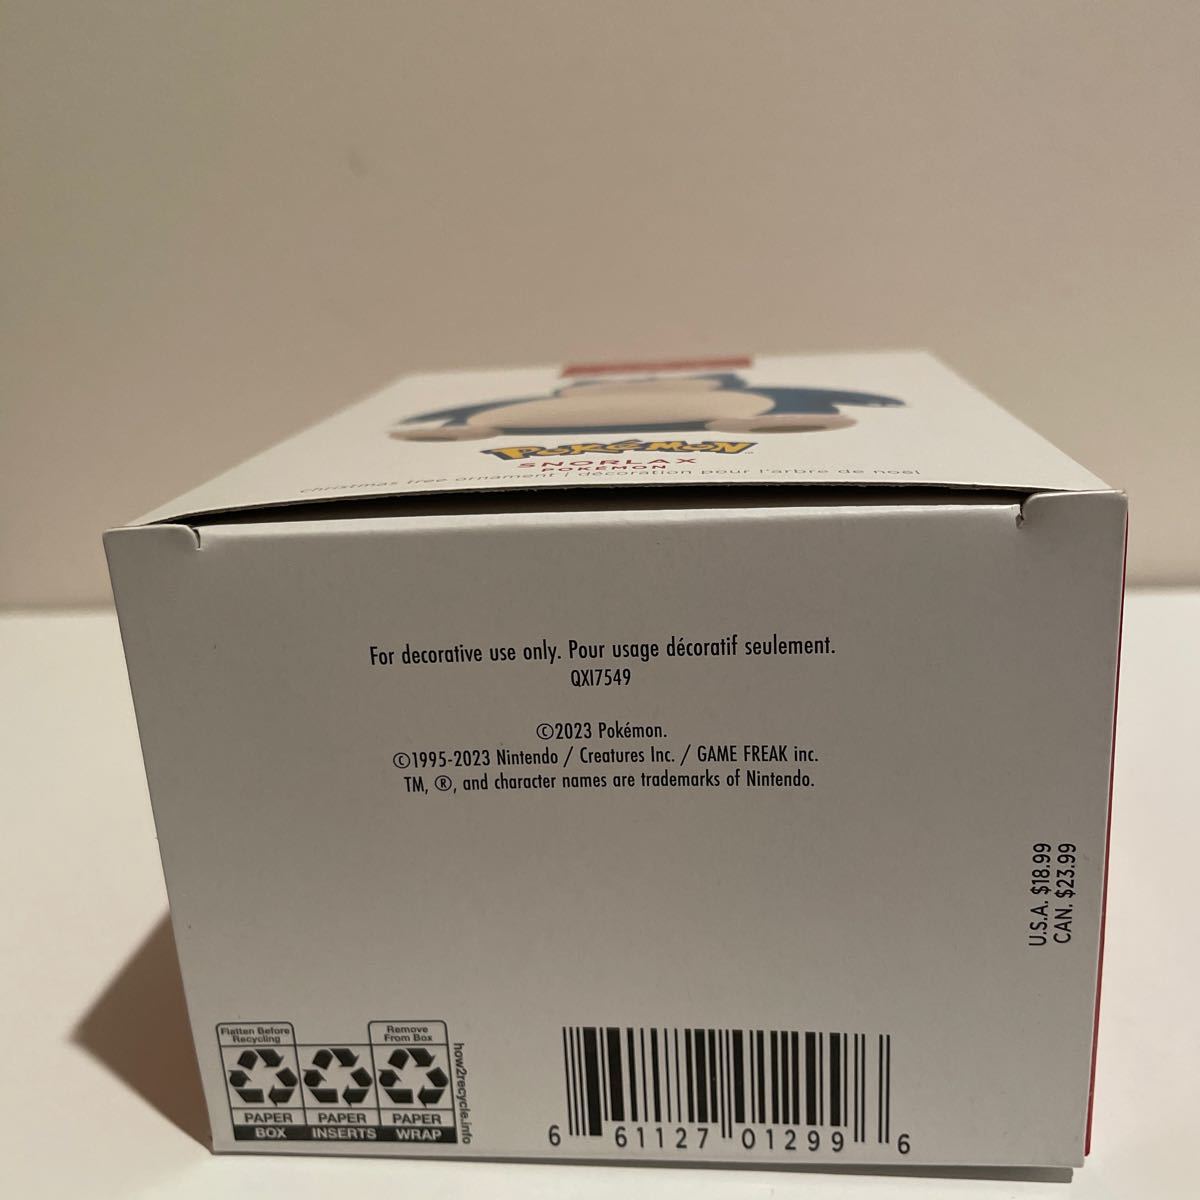 POKÉMON
SNORLAX
POKÉMON
christmas tree ornament / décoration pour l'arbre de noël
For decorative use only. Pour usage décoratif seulement.
QXI7549
©2023 Pokémon.
©1995-2023 Nintendo / Creatures Inc. / GAME FREAK inc.
TM, ®, and character names are trademarks of Nintendo.
U.S.A. $18.99
CAN. $23.99
Flatten Before
Recycling
Remove
From Box
PAPER PAPER PAPER
BOX INSERTS WRAP
how2recycle.info
6 61127 01299 6